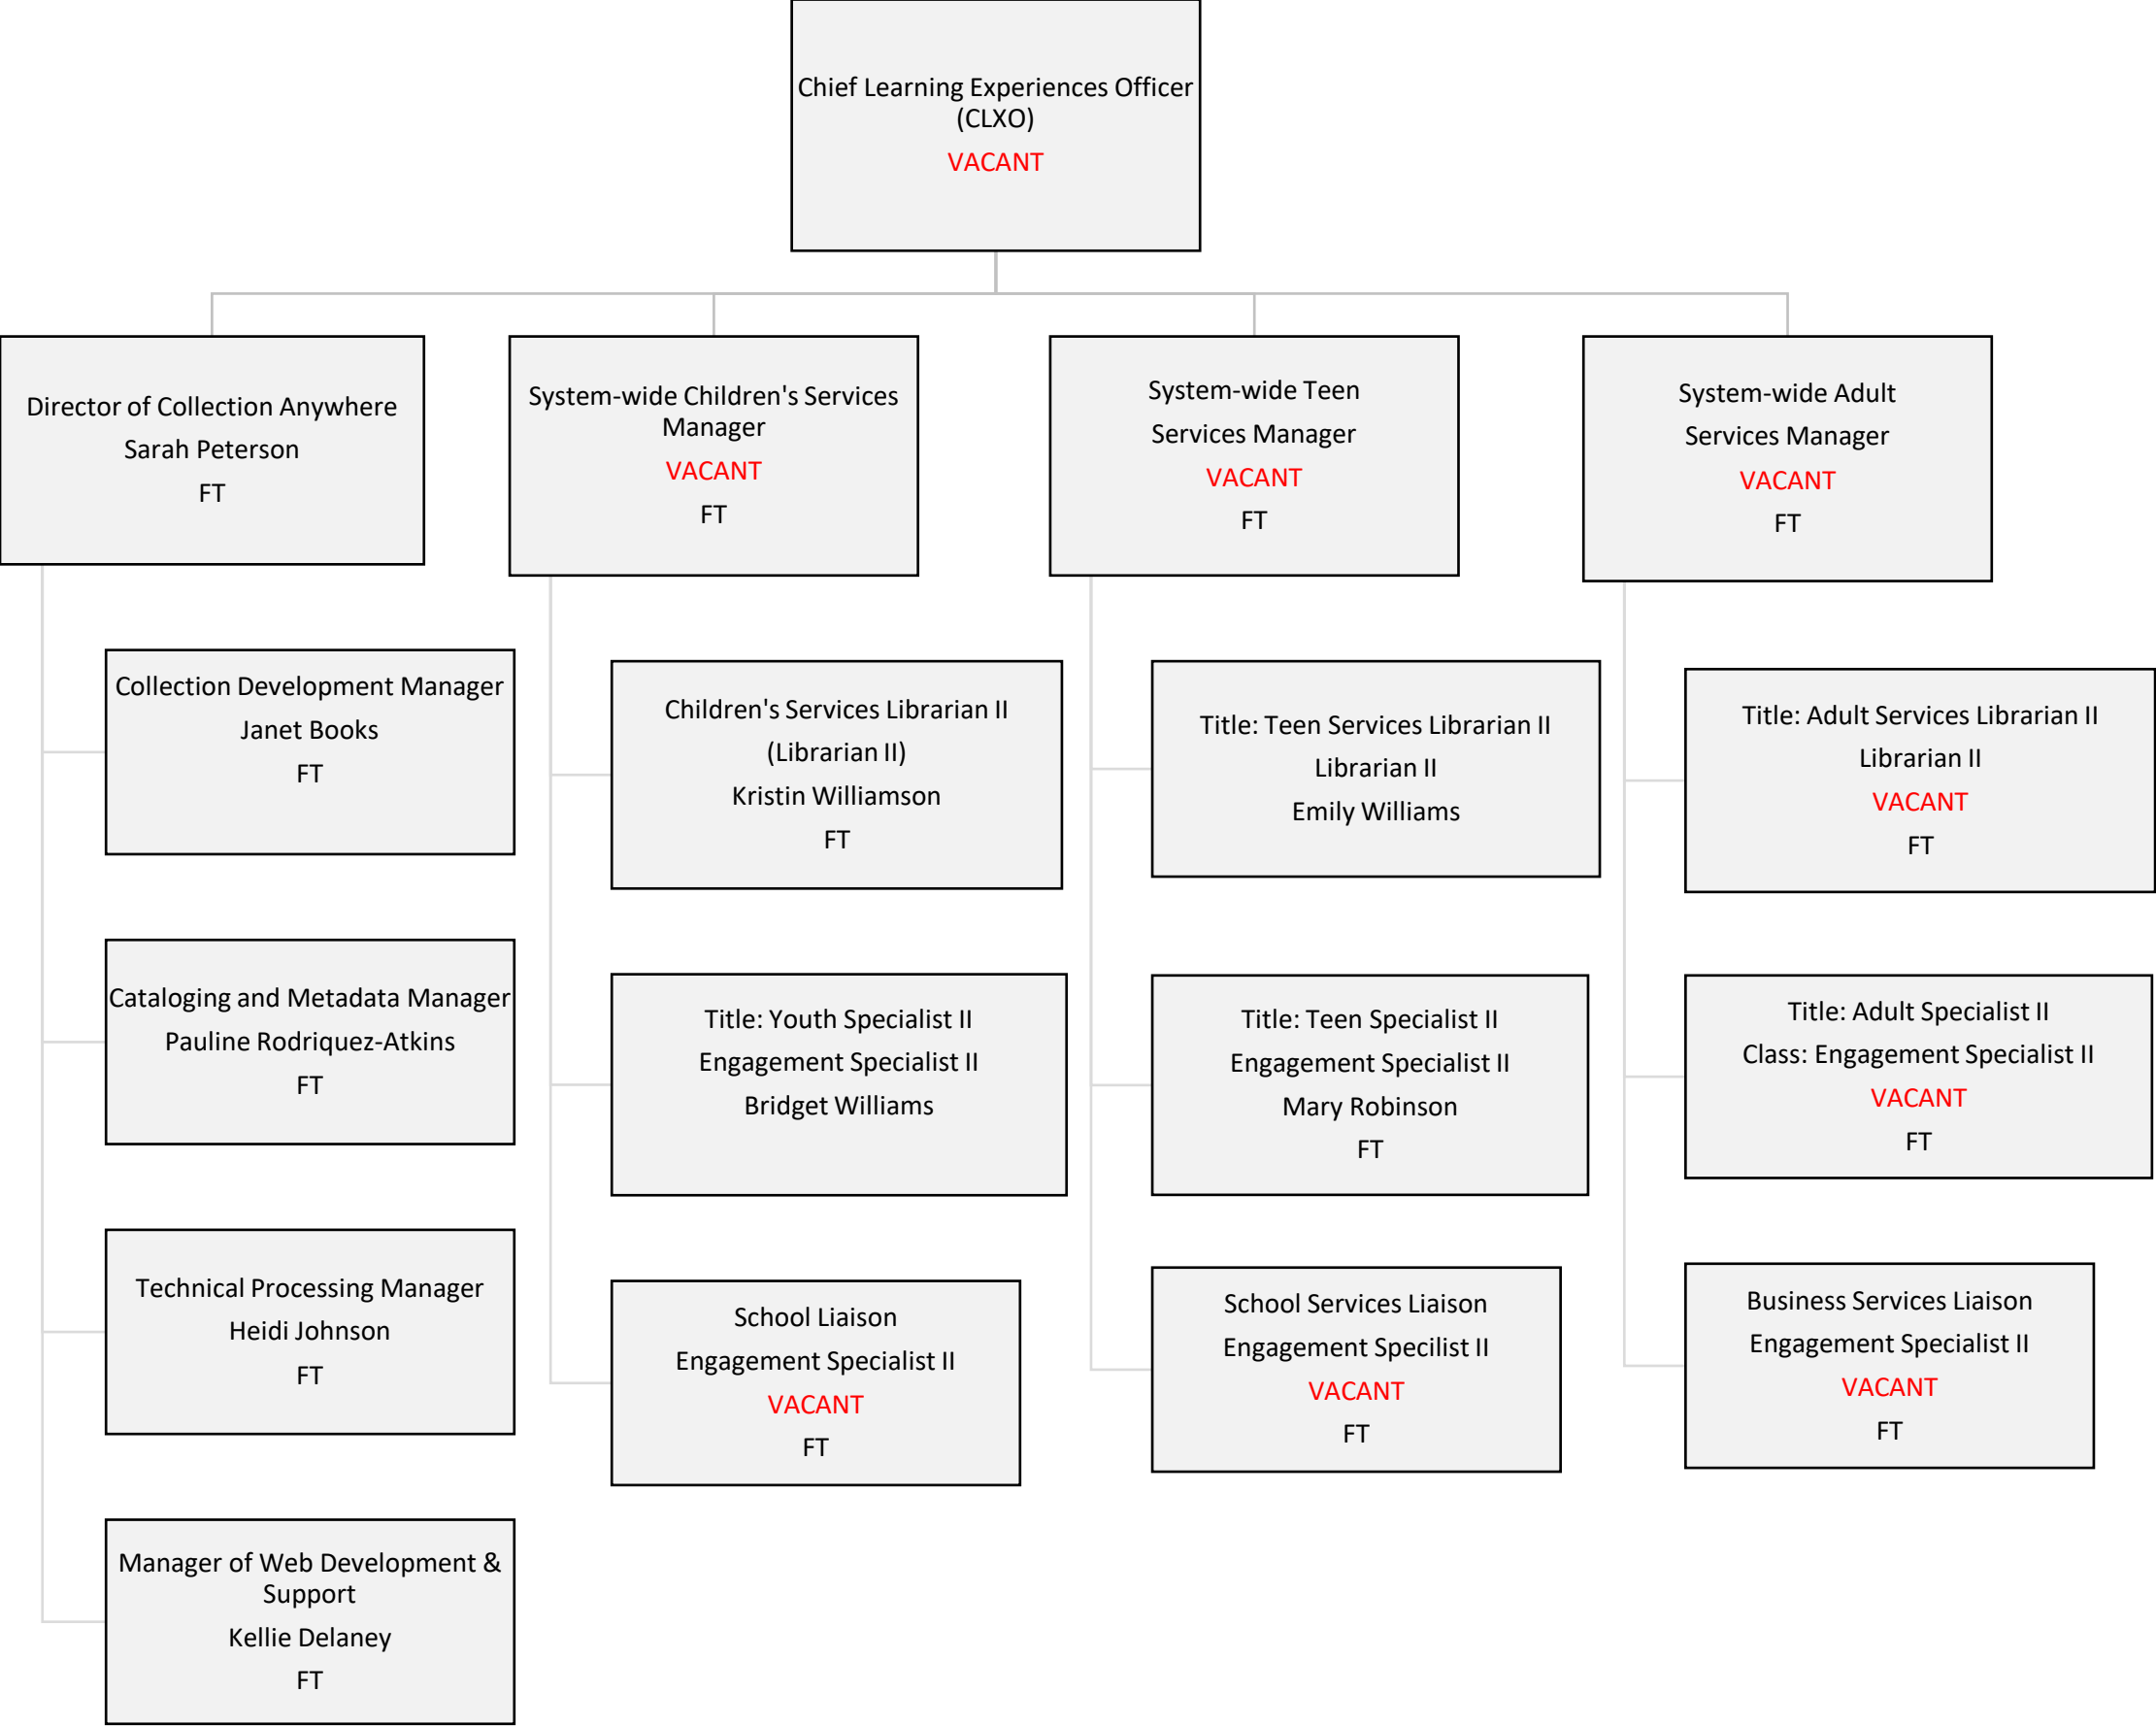 Chief Learning Experiences Officer
(CLXO)
VACANT
Director of Collection Anywhere
Sarah Peterson
FT
System-wide Children's Services
Manager
VACANT
FT
System-wide Teen
Services Manager
VACANT
FT
System-wide Adult
Services Manager
VACANT
FT
Collection Development Manager
Janet Books
FT
Cataloging and Metadata Manager
Pauline Rodriquez-Atkins
FT
Technical Processing Manager
Heidi Johnson
FT
Manager of Web Development &
Support
Kellie Delaney
FT
Children's Services Librarian II
(Librarian II)
Kristin Williamson
FT
Title: Youth Specialist II
Engagement Specialist II
Bridget Williams
School Liaison
Engagement Specialist II
VACANT
FT
Title: Teen Services Librarian II
Librarian II
Emily Williams
Title: Teen Specialist II
Engagement Specialist II
Mary Robinson
FT
School Services Liaison
Engagement Specilist II
VACANT
FT
Title: Adult Services Librarian II
Librarian II
VACANT
FT
Title: Adult Specialist II
Class: Engagement Specialist II
VACANT
FT
Business Services Liaison
Engagement Specialist II
VACANT
FT